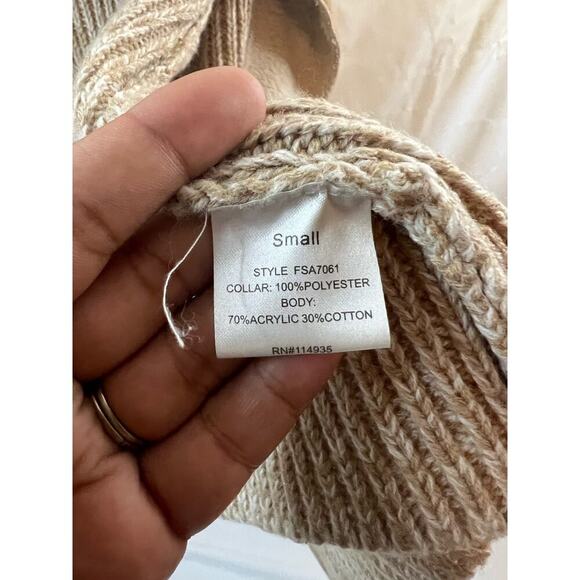 Small
STYLE FSA7061
COLLAR: 100%POLYESTER
BODY:
70%ACRYLIC 30%COTTON
RN#114935